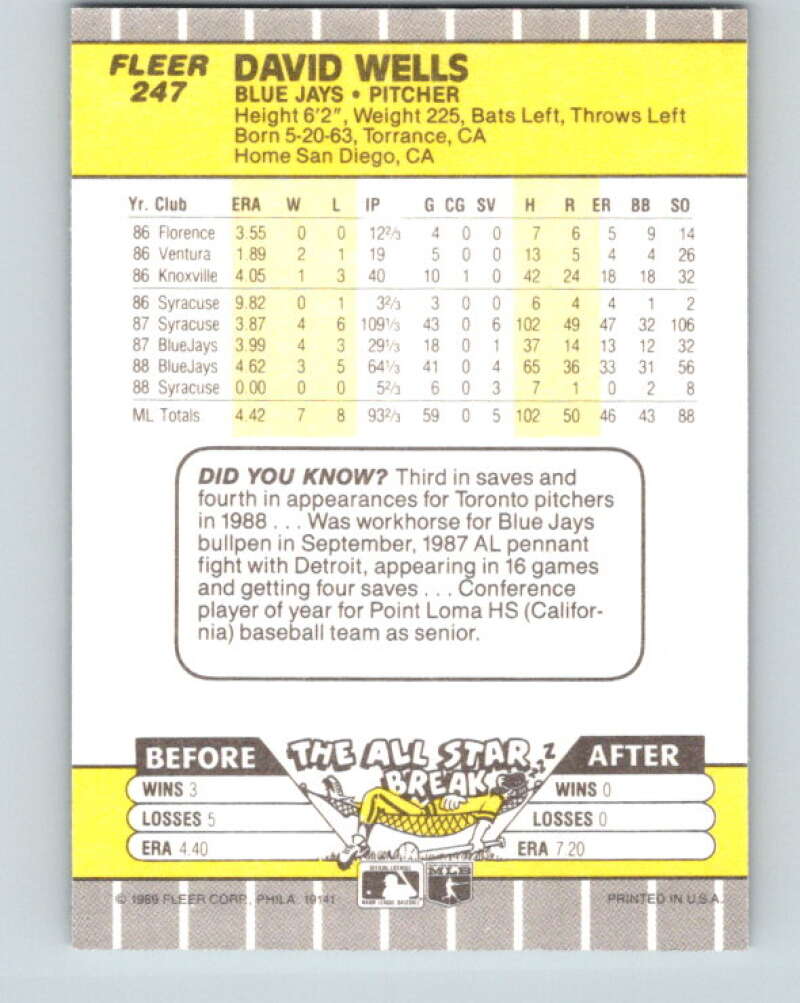 FLEER
247
DAVID WELLS
BLUE JAYS • PITCHER
Height 6'2", Weight 225, Bats Left, Throws Left
Born 5-20-63, Torrance, CA
Home San Diego, CA
Yr. Club ERA W L IP G CG SV H R ER BB SO
86 Florence 3.55 0 0 12⅔ 4 0 0 7 6 5 9 14
86 Ventura 1.89 2 1 19 5 0 0 13 5 4 4 26
86 Knoxville 4.05 1 3 40 10 1 0 42 24 18 18 32
86 Syracuse 9.82 0 1 3⅔ 3 0 0 6 4 4 1 2
87 Syracuse 3.87 4 6 109⅓ 43 0 6 102 49 47 32 106
87 BlueJays 3.99 4 3 29⅓ 18 0 1 37 14 13 12 32
88 BlueJays 4.62 3 5 64⅓ 41 0 4 65 36 33 31 56
88 Syracuse 0.00 0 0 5⅔ 6 0 3 7 1 0 2 8
ML Totals 4.42 7 8 93⅔ 59 0 5 102 50 46 43 88
DID YOU KNOW? Third in saves and
fourth in appearances for Toronto pitchers
in 1988 . . . Was workhorse for Blue Jays
bullpen in September, 1987 AL pennant
fight with Detroit, appearing in 16 games
and getting four saves . . . Conference
player of year for Point Loma HS (Califor-
nia) baseball team as senior.
BEFORE THE ALL STAR BREAK ZZZZ AFTER
WINS 3 WINS 0
LOSSES 5 LOSSES 0
ERA 4.40 ERA 7.20
MLB
© 1989 FLEER CORP., PHILA. 19141 PRINTED IN U.S.A.